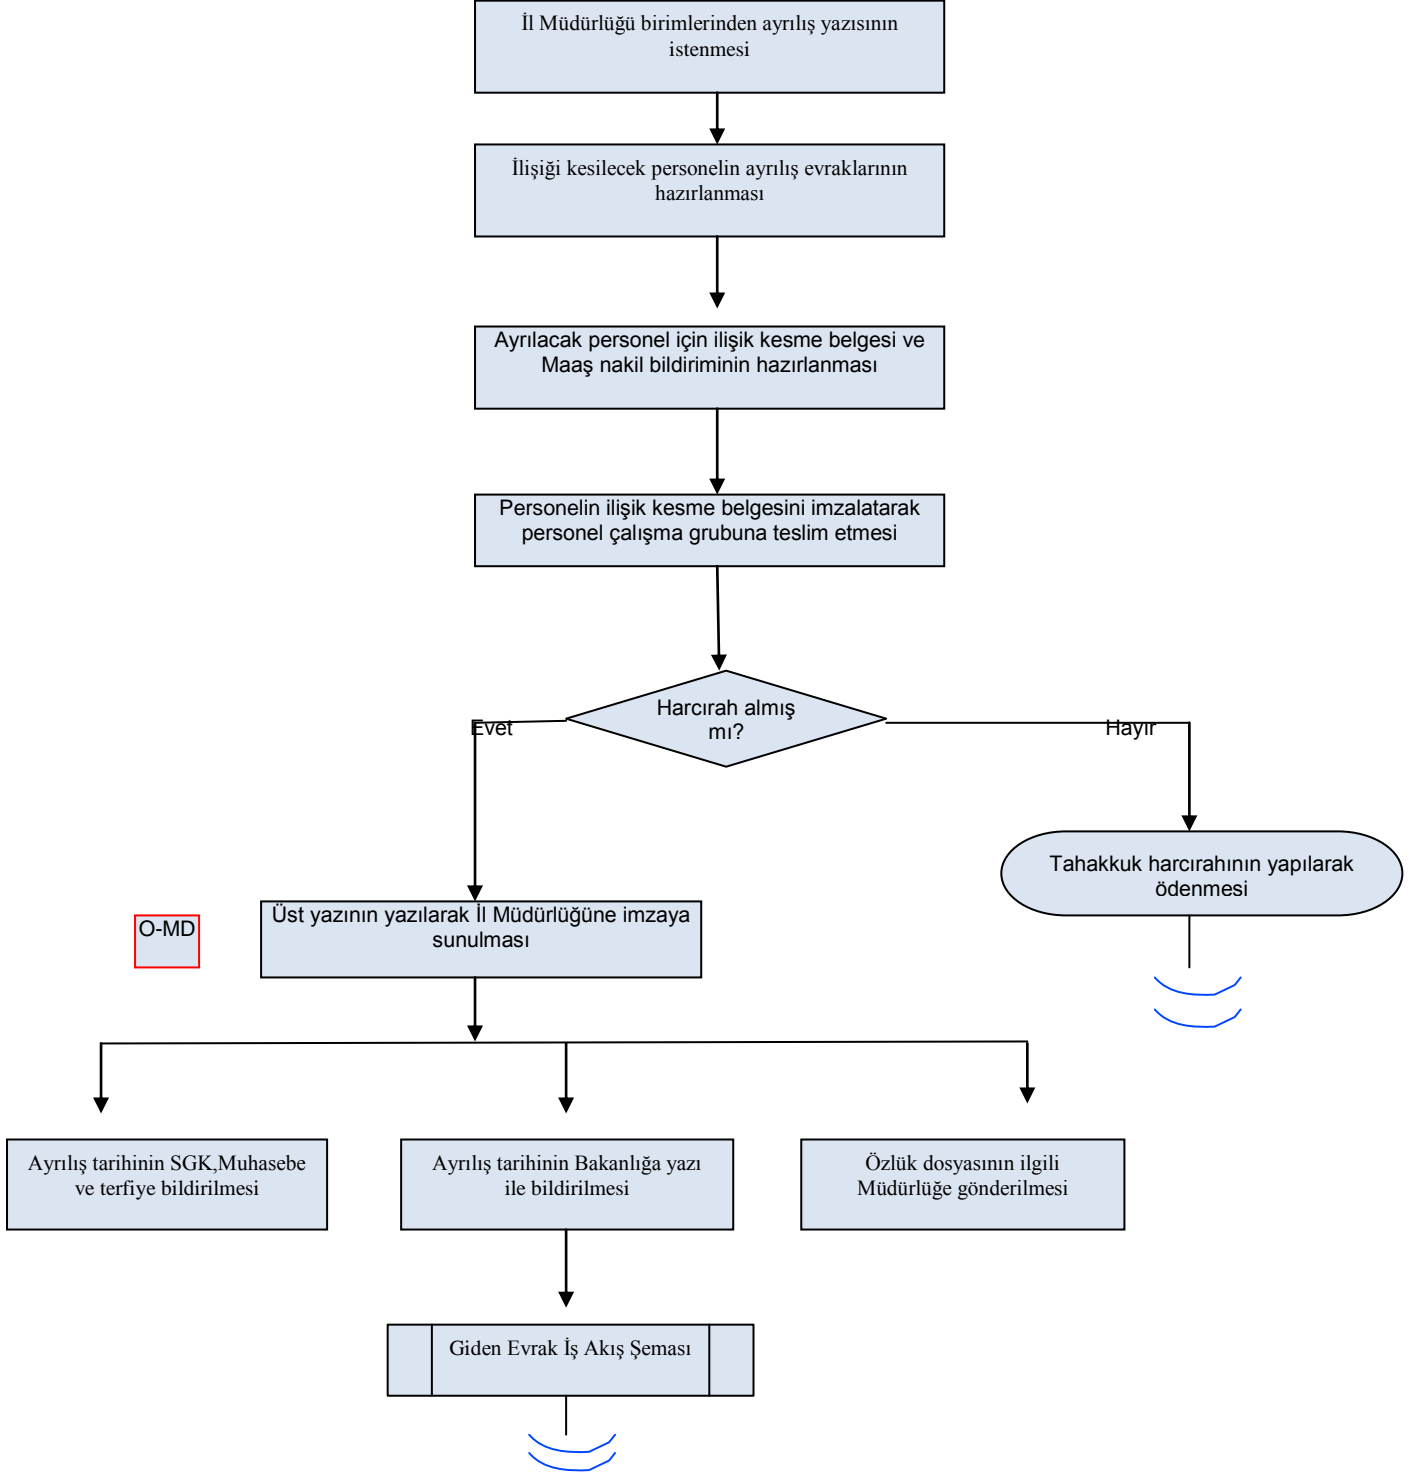 İl Müdürlüğü birimlerinden ayrılış yazısının
istenmesi
İlişiği kesilecek personelin ayrılış evraklarının
hazırlanması
Ayrılacak personel için ilişik kesme belgesi ve
Maaş nakil bildiriminin hazırlanması
Personelin ilişik kesme belgesini imzalatarak
personel çalışma grubuna teslim etmesi
Harcırah almış
mı?
Evet
Hayır
Tahakkuk harcırahının yapılarak
ödenmesi
O-MD
Üst yazının yazılarak İl Müdürlüğüne imzaya
sunulması
Ayrılış tarihinin SGK,Muhasebe
ve terfiye bildirilmesi
Ayrılış tarihinin Bakanlığa yazı
ile bildirilmesi
Özlük dosyasının ilgili
Müdürlüğe gönderilmesi
Giden Evrak İş Akış Şeması